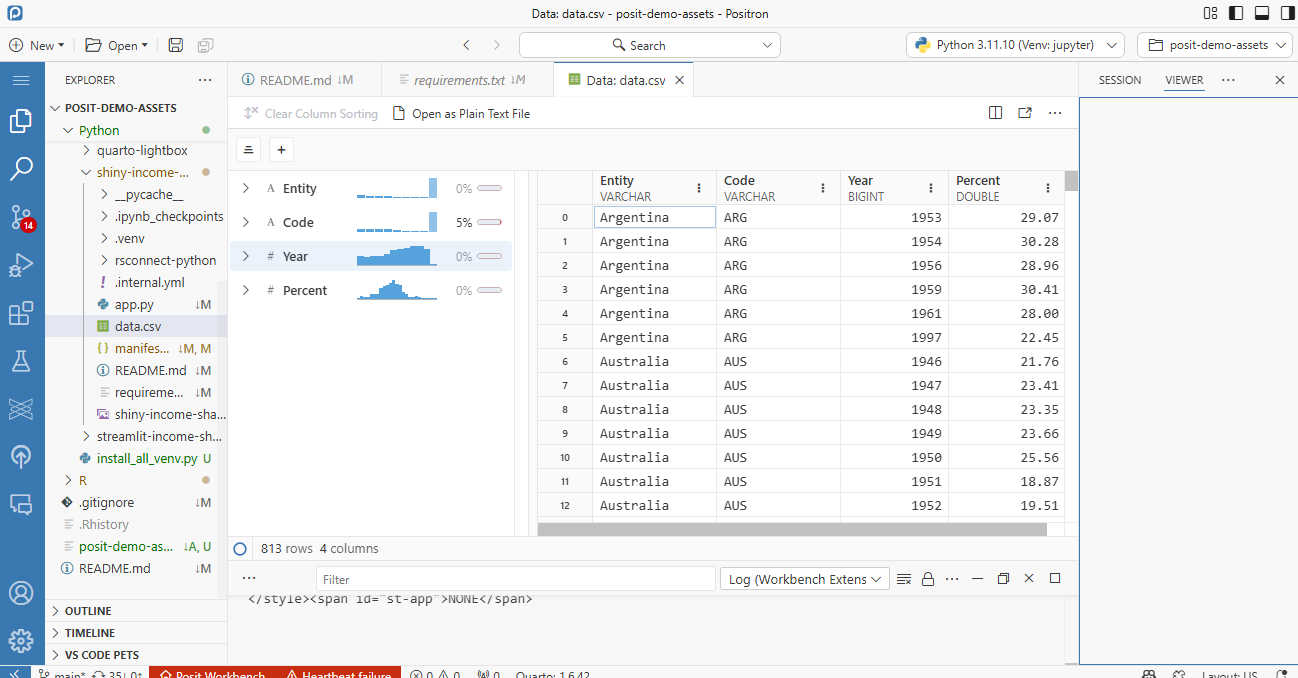 Data: data.csv - posit-demo-assets - Positron
New Open Search Python 3.11.10 (Venv: jupyter) posit-demo-assets
EXPLORER ...
POSIT-DEMO-ASSETS
Python
quarto-lightbox
shiny-income-...
__pycache__
.ipynb_checkpoints
.venv
rsconnect-python
! .internal.yml
app.py ↓M
data.csv
{} manifes... ↓M, M
README.md ↓M
requireme... ↓M
shiny-income-sha...
streamlit-income-sh...
install_all_venv.py U
R
.gitignore ↓M
.Rhistory
posit-demo-as... ↓A, U
README.md ↓M
OUTLINE
TIMELINE
VS CODE PETS
14
README.md ↓M requirements.txt ↓M Data: data.csv
Clear Column Sorting Open as Plain Text File ...
A Entity 0%
A Code 5%
# Year 0%
# Percent 0%
Entity Code Year Percent
VARCHAR VARCHAR BIGINT DOUBLE
0 Argentina ARG 1953 29.07
1 Argentina ARG 1954 30.28
2 Argentina ARG 1956 28.96
3 Argentina ARG 1959 30.41
4 Argentina ARG 1961 28.00
5 Argentina ARG 1997 22.45
6 Australia AUS 1946 21.76
7 Australia AUS 1947 23.41
8 Australia AUS 1948 23.35
9 Australia AUS 1949 23.66
10 Australia AUS 1950 25.56
11 Australia AUS 1951 18.87
12 Australia AUS 1952 19.51
813 rows 4 columns
... Filter Log (Workbench Extens ...
</style><span id="st-app">NONE</span>
SESSION VIEWER ...
main* 35↓ 0↑ Posit Workbench Heartbeat failure 0 0 0 Quarto: 1.6.42 Layout: US